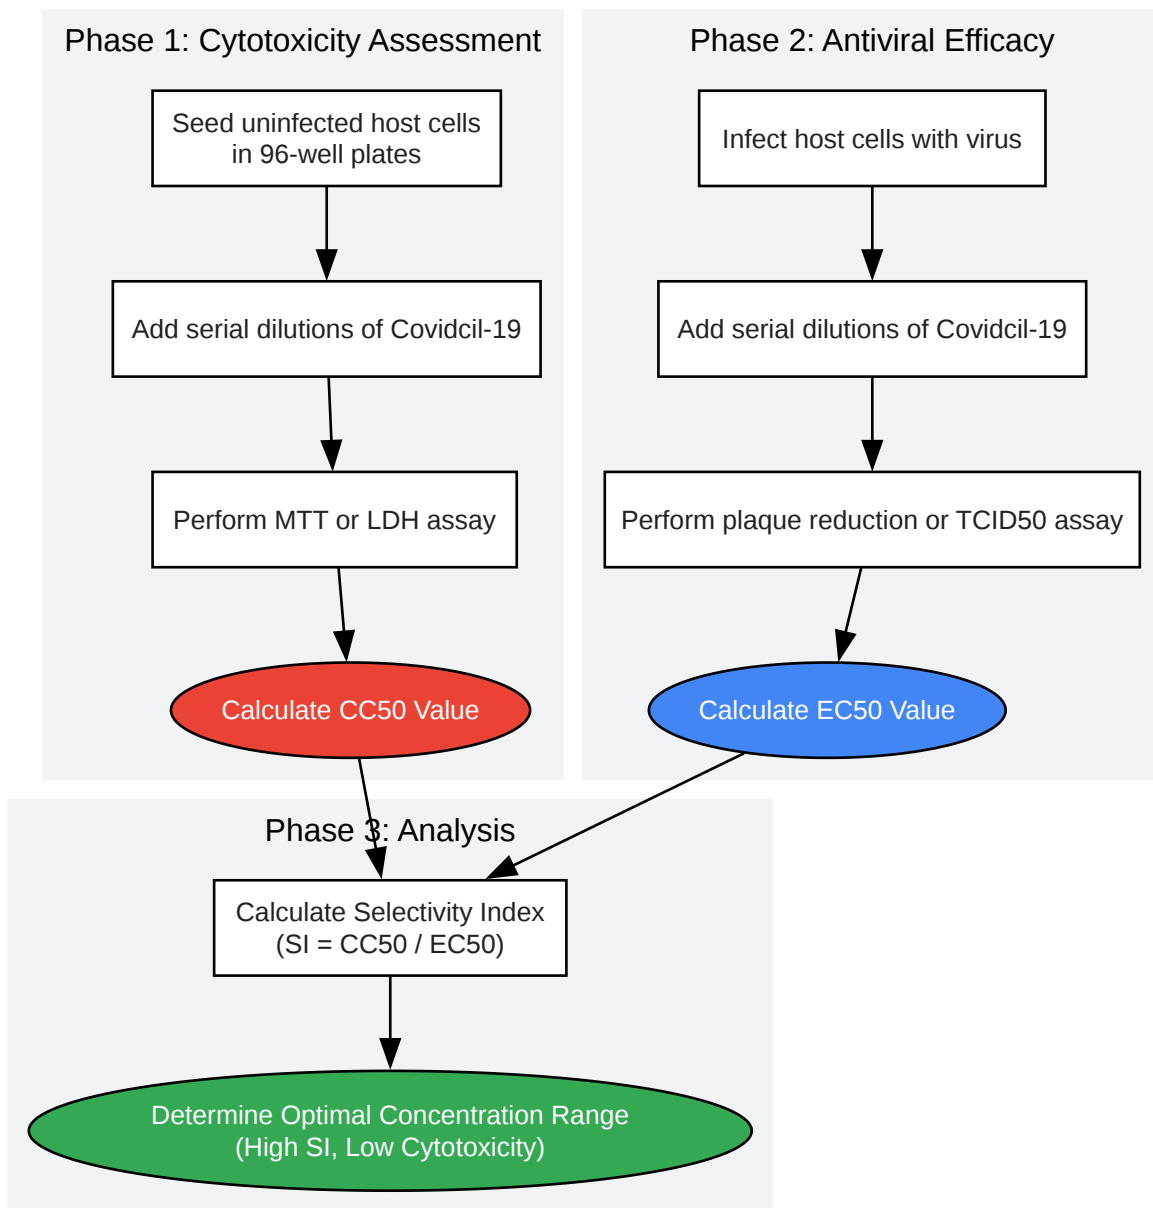 Phase 1: Cytotoxicity Assessment
Seed uninfected host cells
in 96-well plates
Add serial dilutions of Covidcil-19
Perform MTT or LDH assay
Calculate CC50 Value
Phase 2: Antiviral Efficacy
Infect host cells with virus
Add serial dilutions of Covidcil-19
Perform plaque reduction or TCID50 assay
Calculate EC50 Value
Phase 3: Analysis
Calculate Selectivity Index
(SI = CC50 / EC50)
Determine Optimal Concentration Range
(High SI, Low Cytotoxicity)